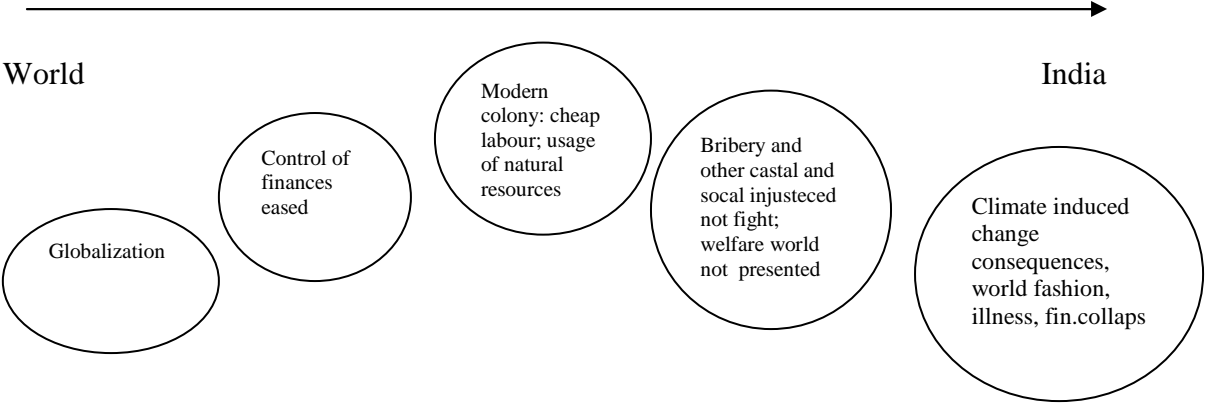 World
India
Globalization
Control of
finances
eased
Modern
colony: cheap
labour; usage
of natural
resources
Bribery and
other castal and
socal injusteced
not fight;
welfare world
not presented
Climate induced
change
consequences,
world fashion,
illness, fin.collaps